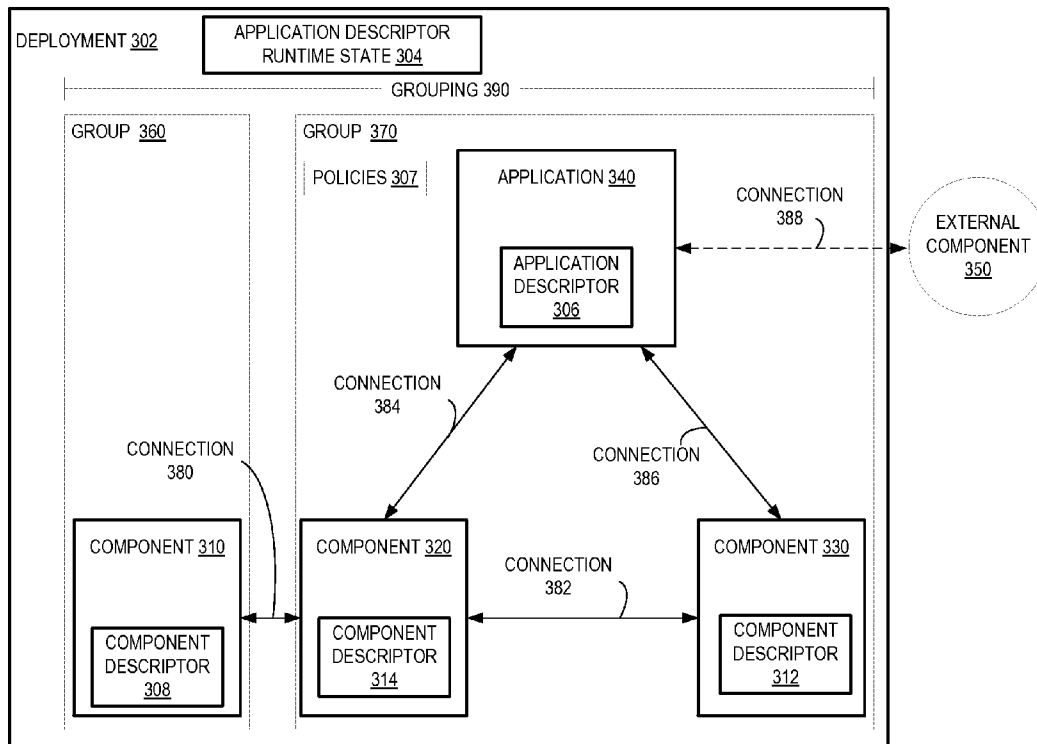 DEPLOYMENT 302
APPLICATION DESCRIPTOR
RUNTIME STATE 304
GROUPING 390
GROUP 360
GROUP 370
POLICIES 307
APPLICATION 340
APPLICATION
DESCRIPTOR
306
CONNECTION
388
EXTERNAL
COMPONENT
350
CONNECTION
384
CONNECTION
386
CONNECTION
380
COMPONENT 310
COMPONENT
DESCRIPTOR
308
COMPONENT 320
COMPONENT
DESCRIPTOR
314
CONNECTION
382
COMPONENT 330
COMPONENT
DESCRIPTOR
312